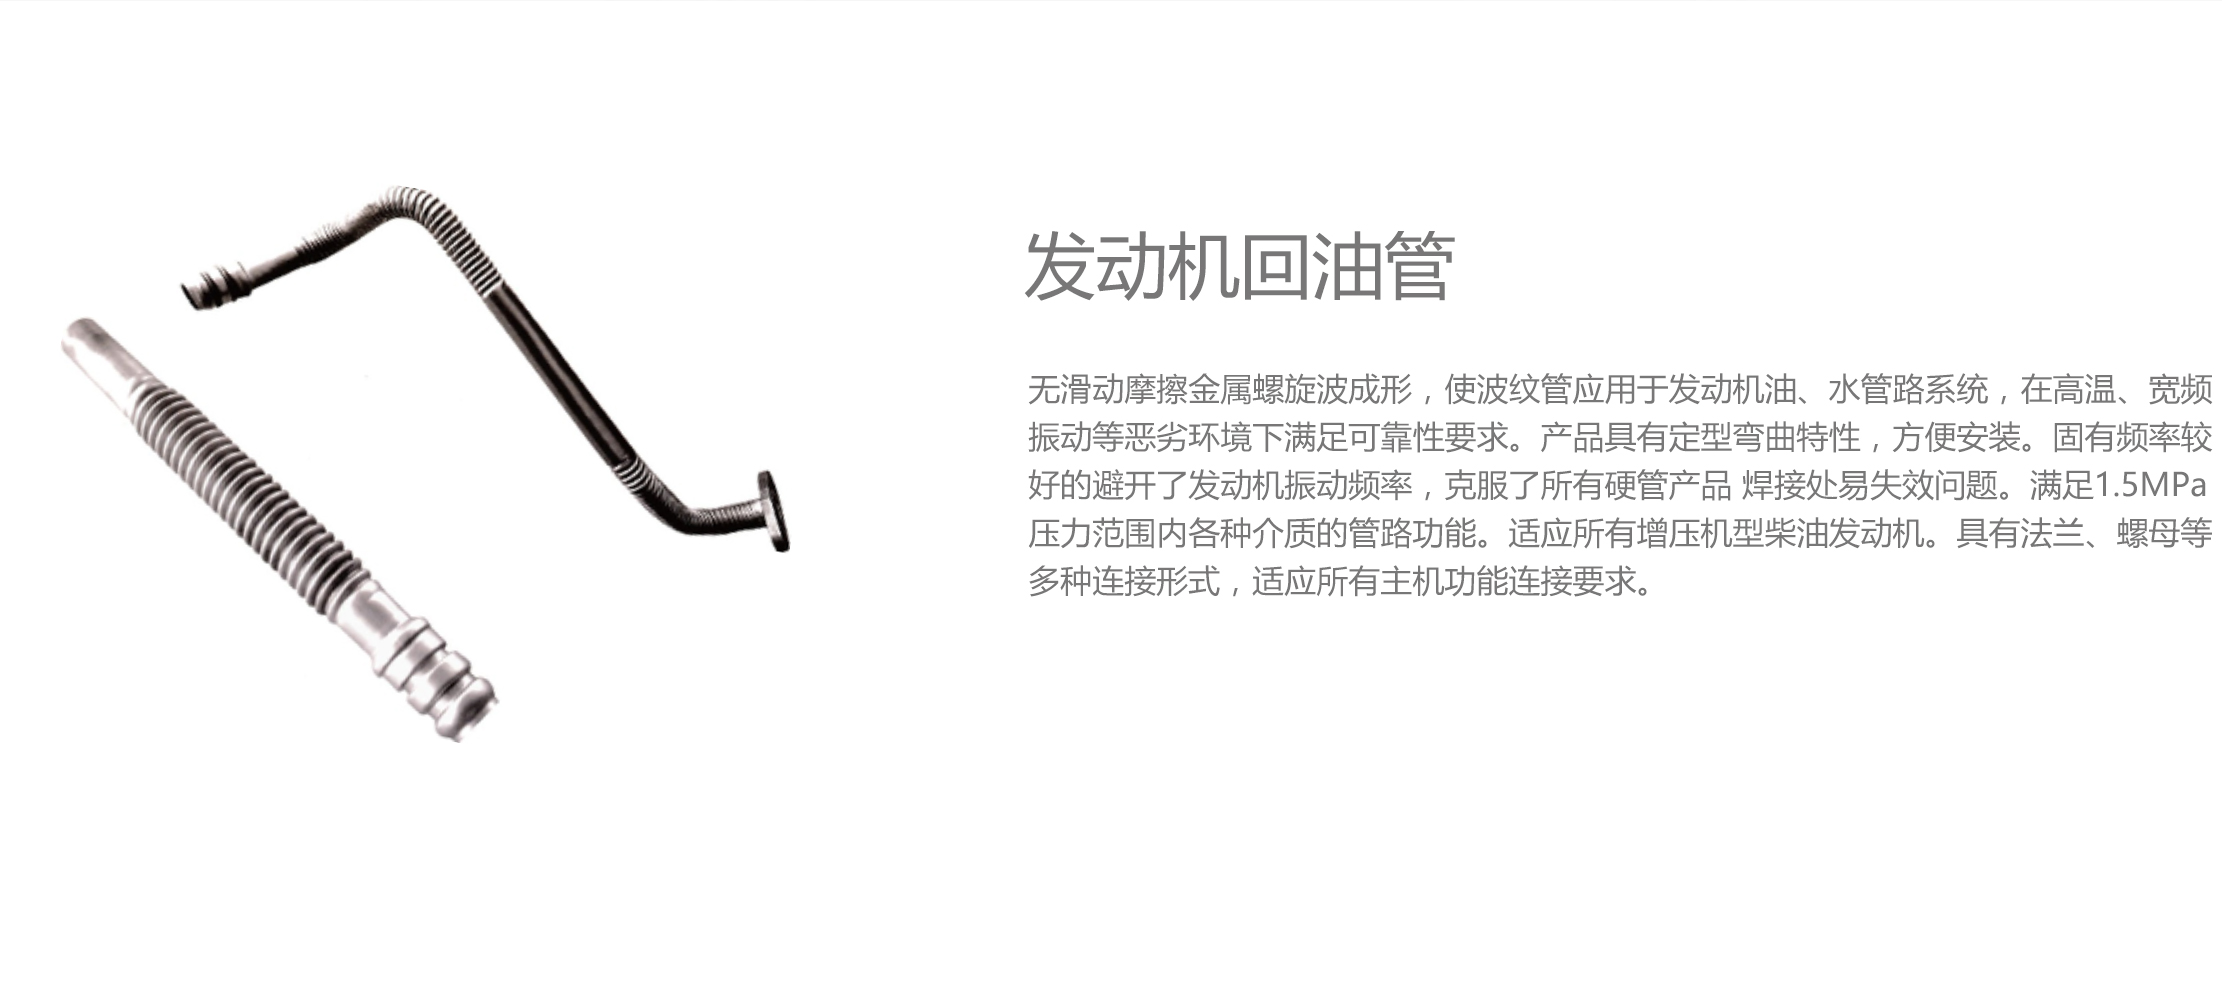 发动机回油管
无滑动摩擦金属螺旋波成形，使波纹管应用于发动机油、水管路系统，在高温、宽频
振动等恶劣环境下满足可靠性要求。产品具有定型弯曲特性，方便安装。固有频率较
好的避开了发动机振动频率，克服了所有硬管产品 焊接处易失效问题。满足1.5MPa
压力范围内各种介质的管路功能。适应所有增压机型柴油发动机。具有法兰、螺母等
多种连接形式，适应所有主机功能连接要求。